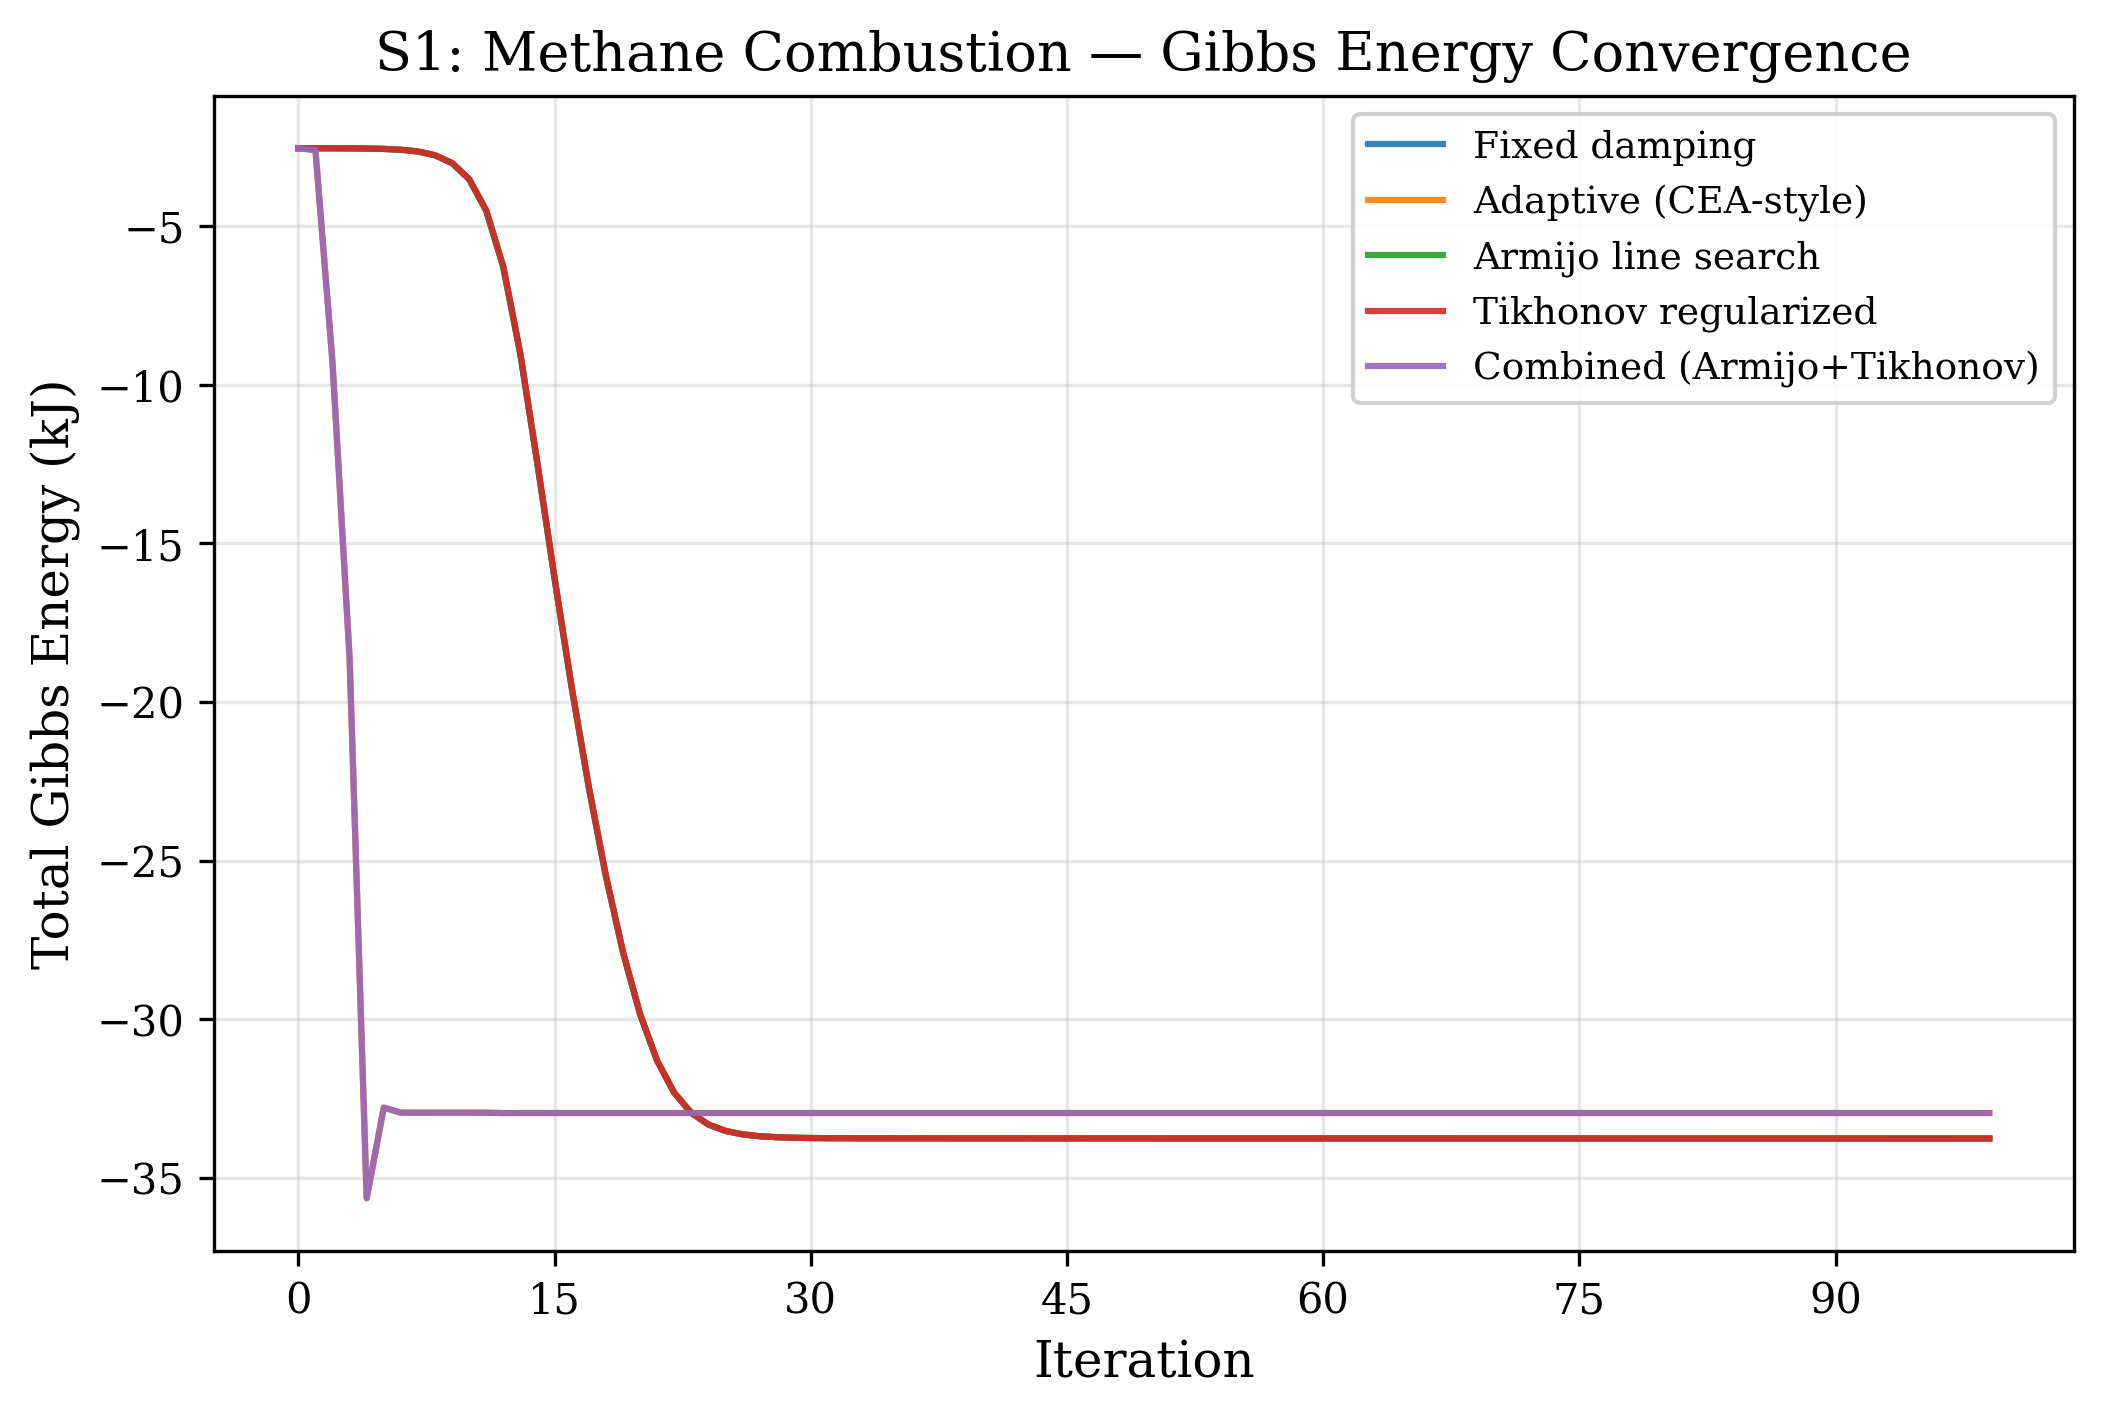 S1: Methane Combustion — Gibbs Energy Convergence
Fixed damping
Adaptive (CEA-style)
Armijo line search
Tikhonov regularized
Combined (Armijo+Tikhonov)
Total Gibbs Energy (kJ)
−5
−10
−15
−20
−25
−30
−35
0 15 30 45 60 75 90
Iteration